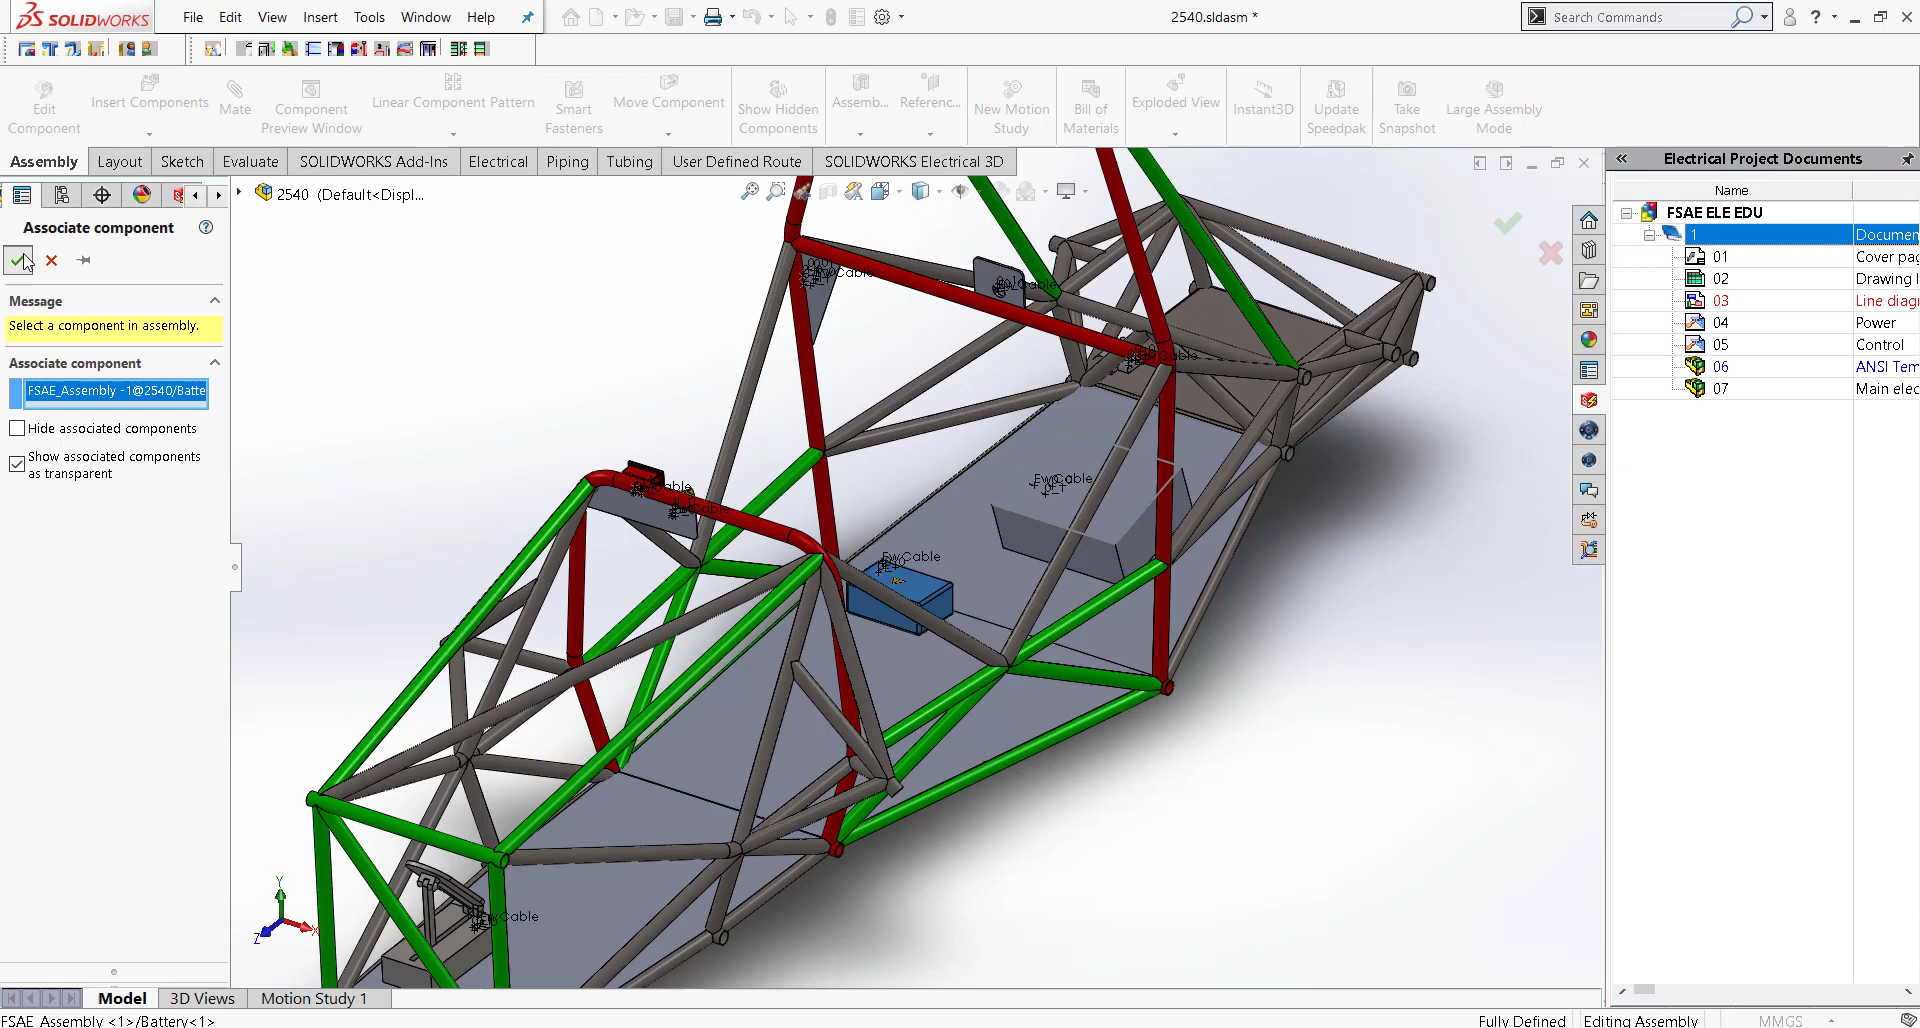 SOLIDWORKS
File Edit View Insert Tools Window Help
2540.sldasm *
Search Commands
Edit Component
Insert Components
Mate
Component Preview Window
Linear Component Pattern
Smart Fasteners
Move Component
Show Hidden Components
Assemb...
Referenc...
New Motion Study
Bill of Materials
Exploded View
Instant3D
Update Speedpak
Take Snapshot
Large Assembly Mode
Assembly Layout Sketch Evaluate SOLIDWORKS Add-Ins Electrical Piping Tubing User Defined Route SOLIDWORKS Electrical 3D
Associate component
Message
Select a component in assembly.
Associate component
FSAE_Assembly -1@2540/Batte
Hide associated components
Show associated components
as transparent
2540 (Default<Displ...
EwCable
EwCable
Y
X
Z
Electrical Project Documents
Name
FSAE ELE EDU
1 Documen
01 Cover pag
02 Drawing l
03 Line diagr
04 Power
05 Control
06 ANSI Tem
07 Main elec
Model 3D Views Motion Study 1
FSAE_Assembly <1>/Battery<1>
Fully Defined Editing Assembly MMGS